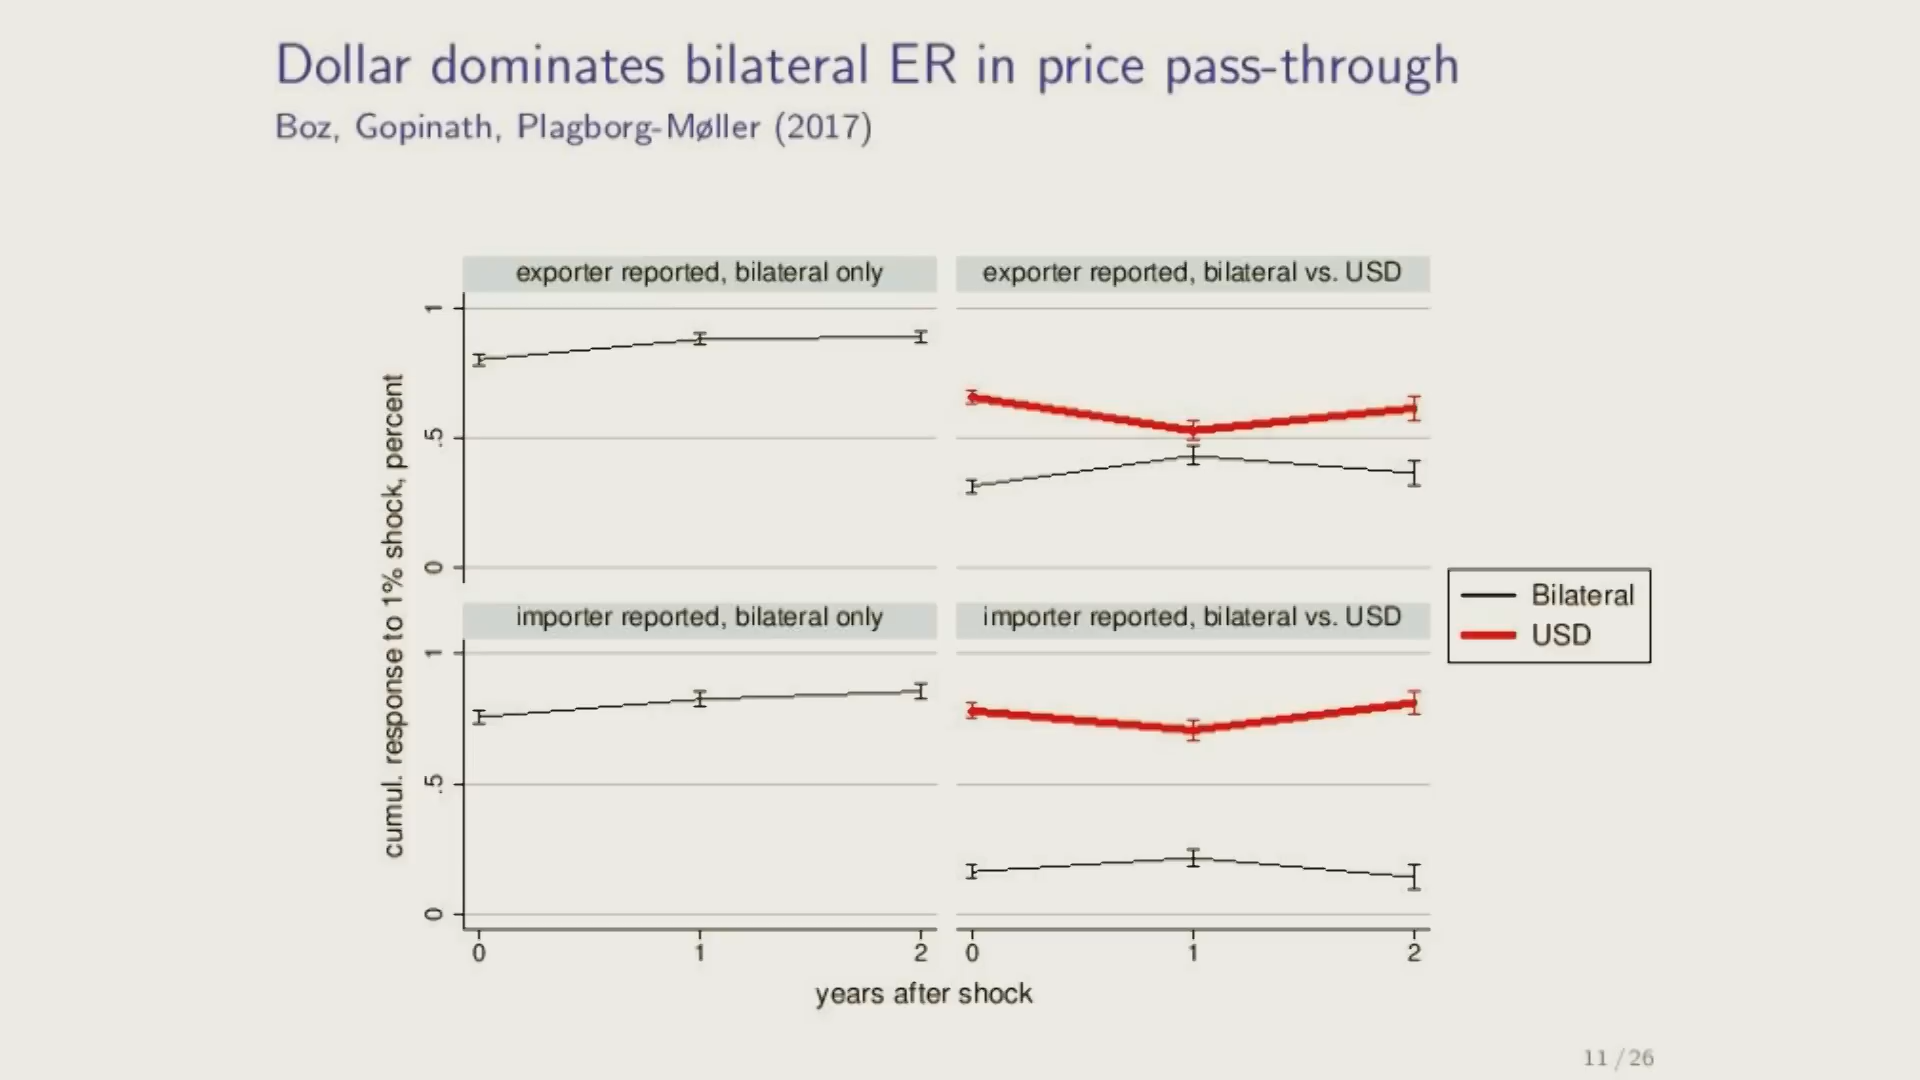 Dollar dominates bilateral ER in price pass-through
Boz, Gopinath, Plagborg-Møller (2017)
exporter reported, bilateral only
exporter reported, bilateral vs. USD
1
.5
0
importer reported, bilateral only
importer reported, bilateral vs. USD
1
.5
0
cumul. response to 1% shock, percent
0 1 2
0 1 2
years after shock
Bilateral
USD
11 / 26